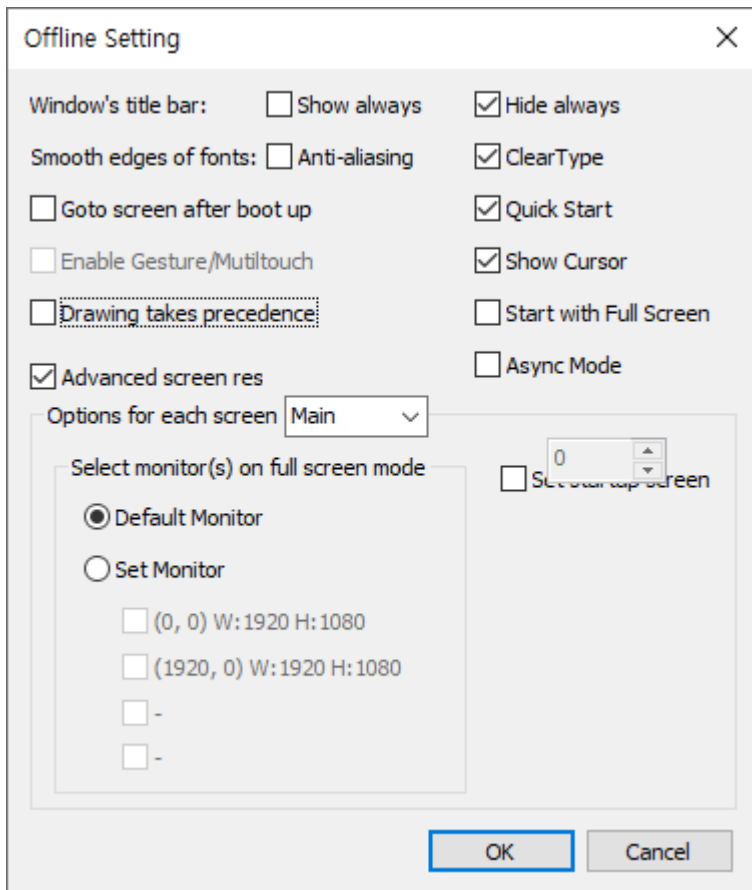 Offline Setting
Window's title bar: Show always Hide always
Smooth edges of fonts: Anti-aliasing ClearType
Goto screen after boot up Quick Start
Enable Gesture/Mutiltouch Show Cursor
Drawing takes precedence Start with Full Screen
Advanced screen res Async Mode
Options for each screen Main
Select monitor(s) on full screen mode 0
Set startup screen
Default Monitor
Set Monitor
(0, 0) W:1920 H:1080
(1920, 0) W:1920 H:1080
-
-
OK Cancel